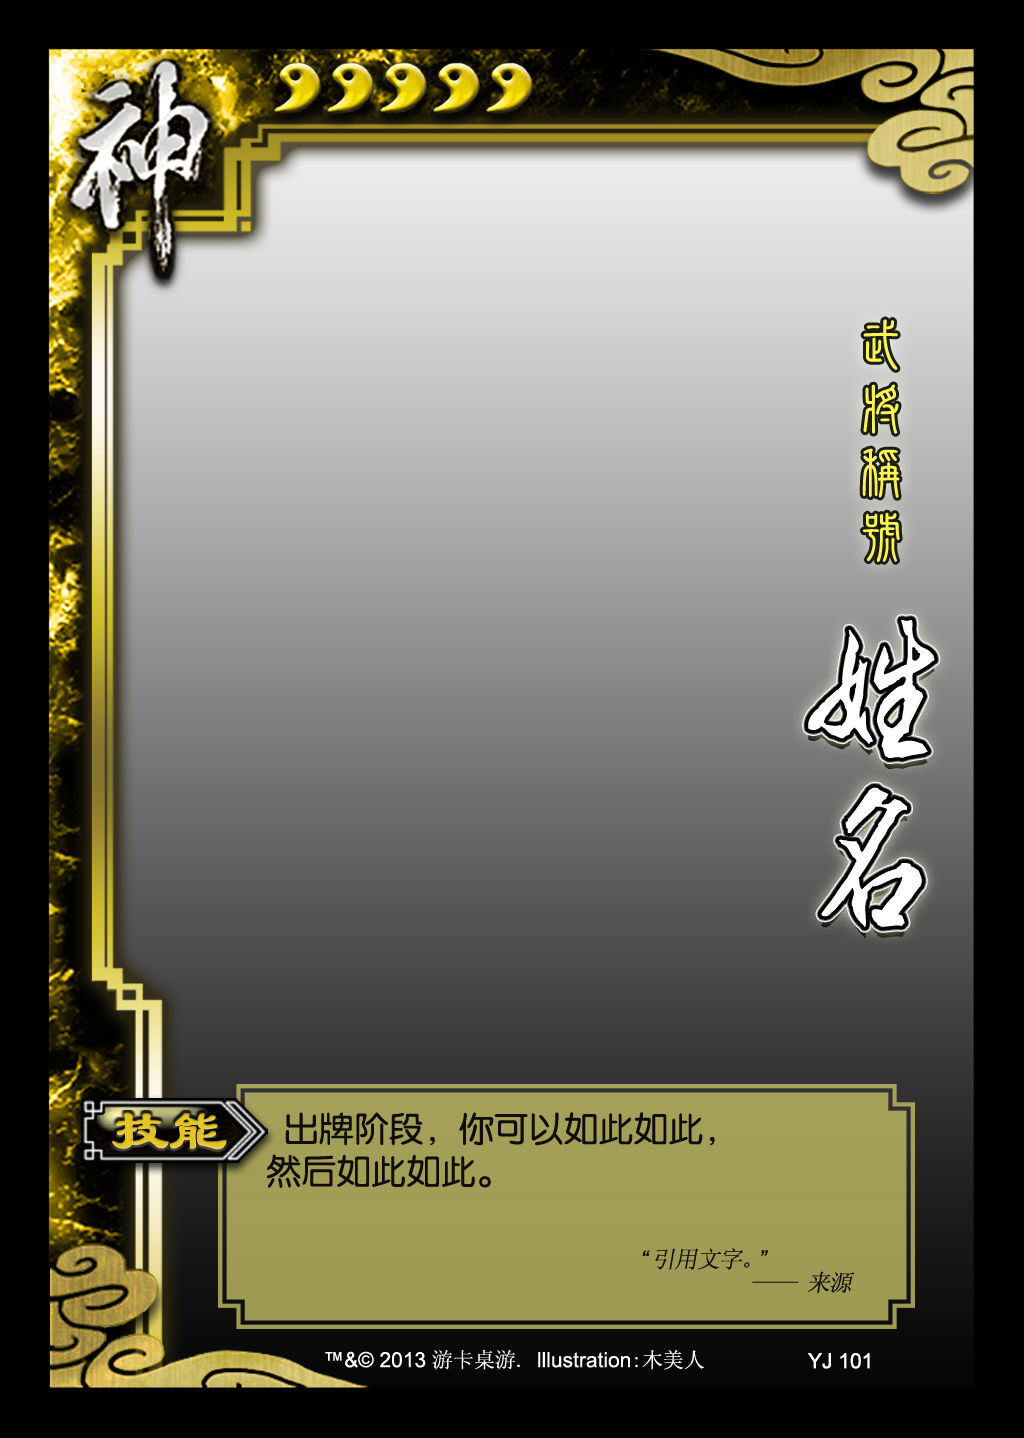 神
武将稱號
姓名
技能
出牌阶段，你可以如此如此，
然后如此如此。
“引用文字。”
—— 来源
™&© 2013 游卡桌游. Illustration:木美人
YJ 101